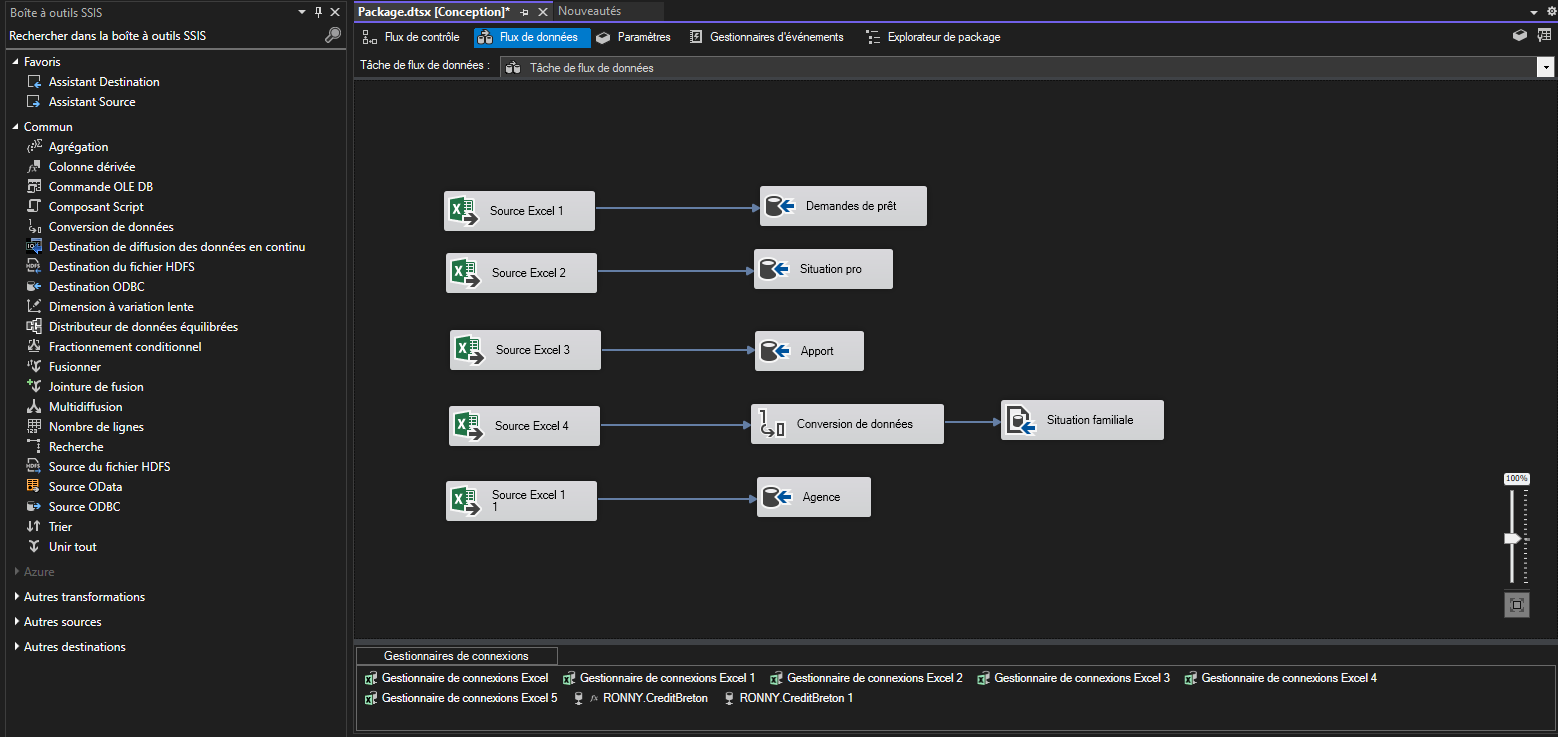 Boîte à outils SSIS
Rechercher dans la boîte à outils SSIS
Favoris
Assistant Destination
Assistant Source
Commun
Agrégation
Colonne dérivée
Commande OLE DB
Composant Script
Conversion de données
Destination de diffusion des données en continu
Destination du fichier HDFS
Destination ODBC
Dimension à variation lente
Distributeur de données équilibrées
Fractionnement conditionnel
Fusionner
Jointure de fusion
Multidiffusion
Nombre de lignes
Recherche
Source du fichier HDFS
Source OData
Source ODBC
Trier
Unir tout
Azure
Autres transformations
Autres sources
Autres destinations
Package.dtsx [Conception]* Nouveautés
Flux de contrôle Flux de données Paramètres Gestionnaires d'événements Explorateur de package
Tâche de flux de données : Tâche de flux de données
Source Excel 1 Demandes de prêt
Source Excel 2 Situation pro
Source Excel 3 Apport
Source Excel 4 Conversion de données Situation familiale
Source Excel 1
1
Agence
100%
Gestionnaires de connexions
Gestionnaire de connexions Excel Gestionnaire de connexions Excel 1 Gestionnaire de connexions Excel 2 Gestionnaire de connexions Excel 3 Gestionnaire de connexions Excel 4
Gestionnaire de connexions Excel 5 fx RONNY.CreditBreton RONNY.CreditBreton 1